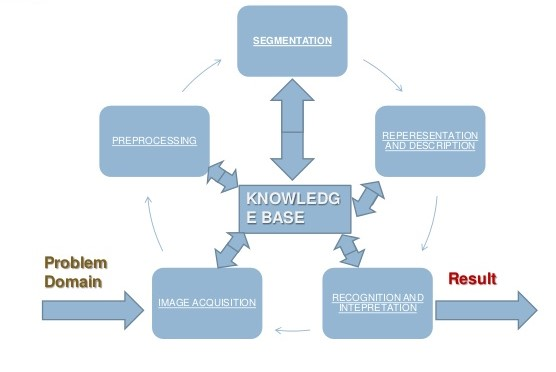 SEGMENTATION
PREPROCESSING
REPERESENTATION
AND DESCRIPTION
KNOWLEDG
E BASE
Problem
Domain
IMAGE ACQUISITION
RECOGNITION AND
INTEPRETATION
Result